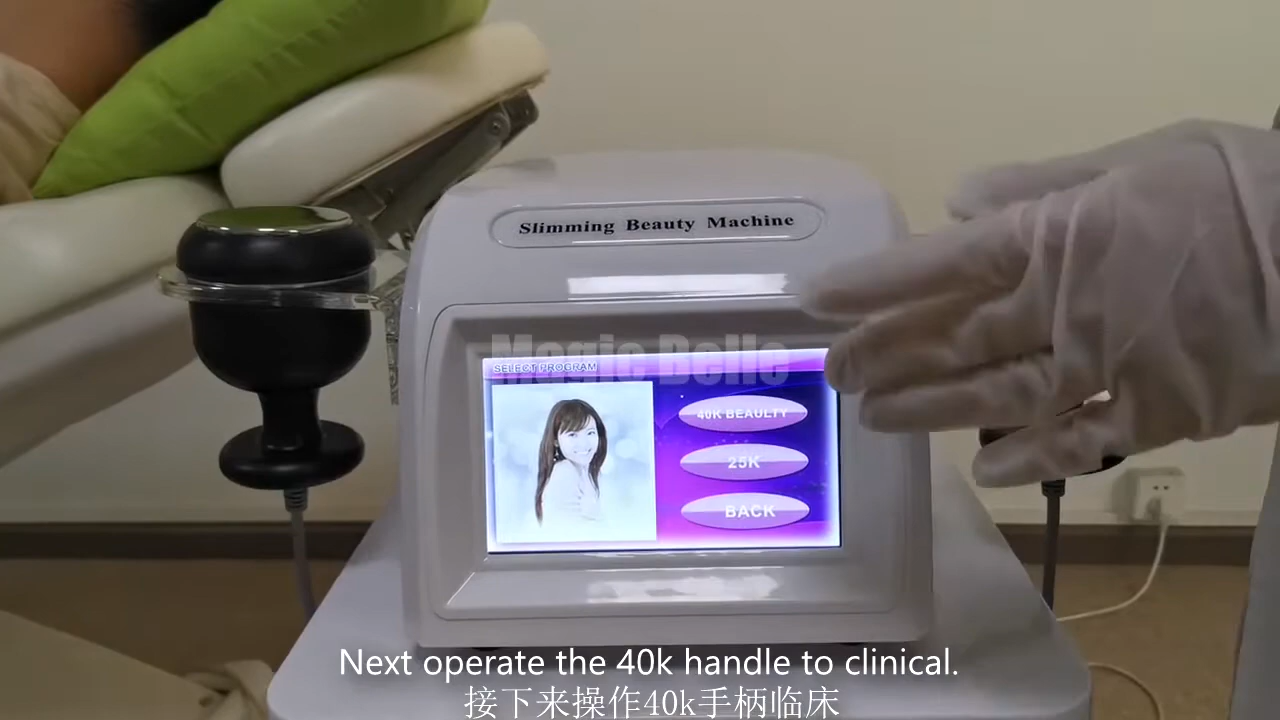 Slimming Beauty Machine
Magic Belle
SELECT PROGRAM
40K BEAULTY
25K
BACK
Next operate the 40k handle to clinical.
接下来操作40k手柄临床